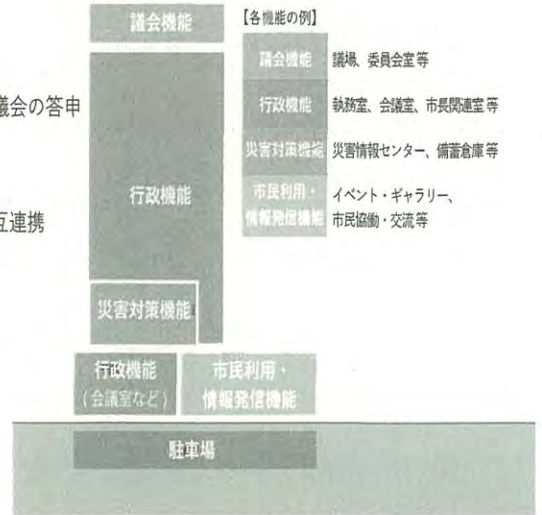 議会機能
議会の答申
行政機能
互連携
災害対策機能
行政機能
(会議室など)
市民利用・
情報発信機能
駐車場
【各機能の例】
議会機能 議場、委員会室 等
行政機能 執務室、会議室、市長関連室 等
災害対策機能 災害情報センター、備蓄倉庫 等
市民利用・
情報発信機能
イベント・ギャラリー、
市民協働・交流 等